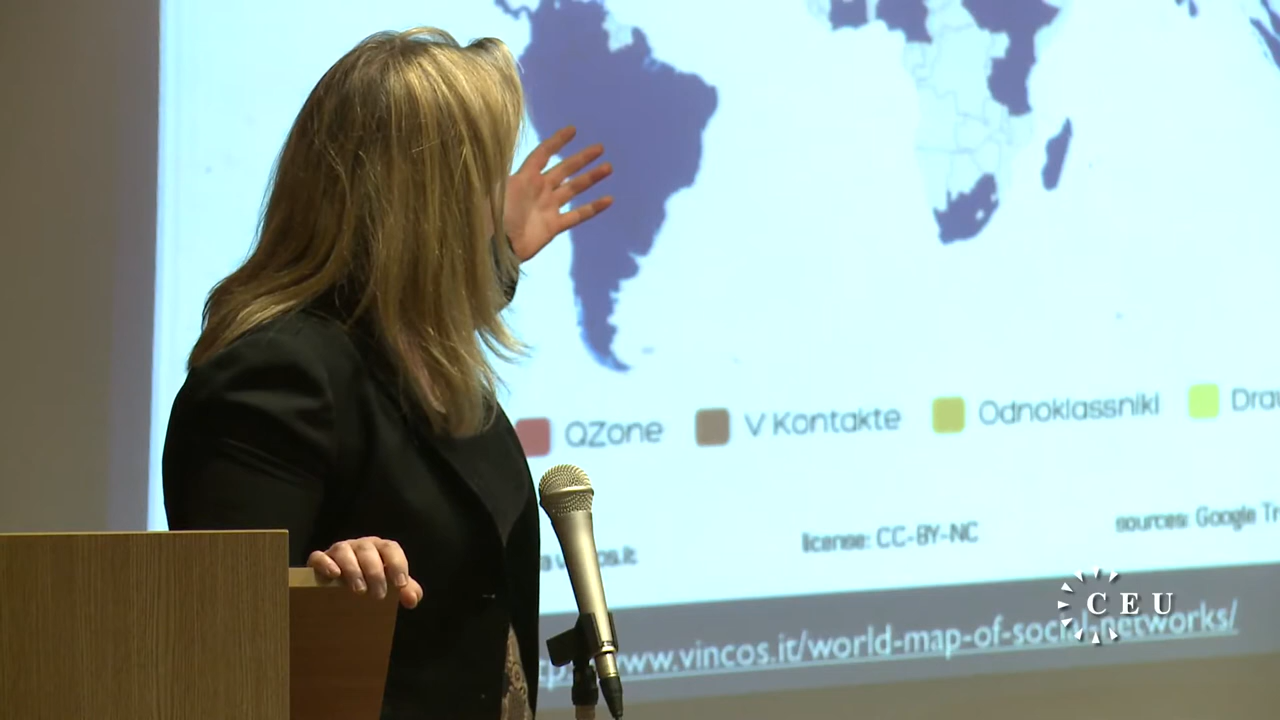 QZone V Kontakte Odnoklassniki
license: CC-BY-NC sources: Google
www.vincos.it/world-map-of-social-networks/
CEU